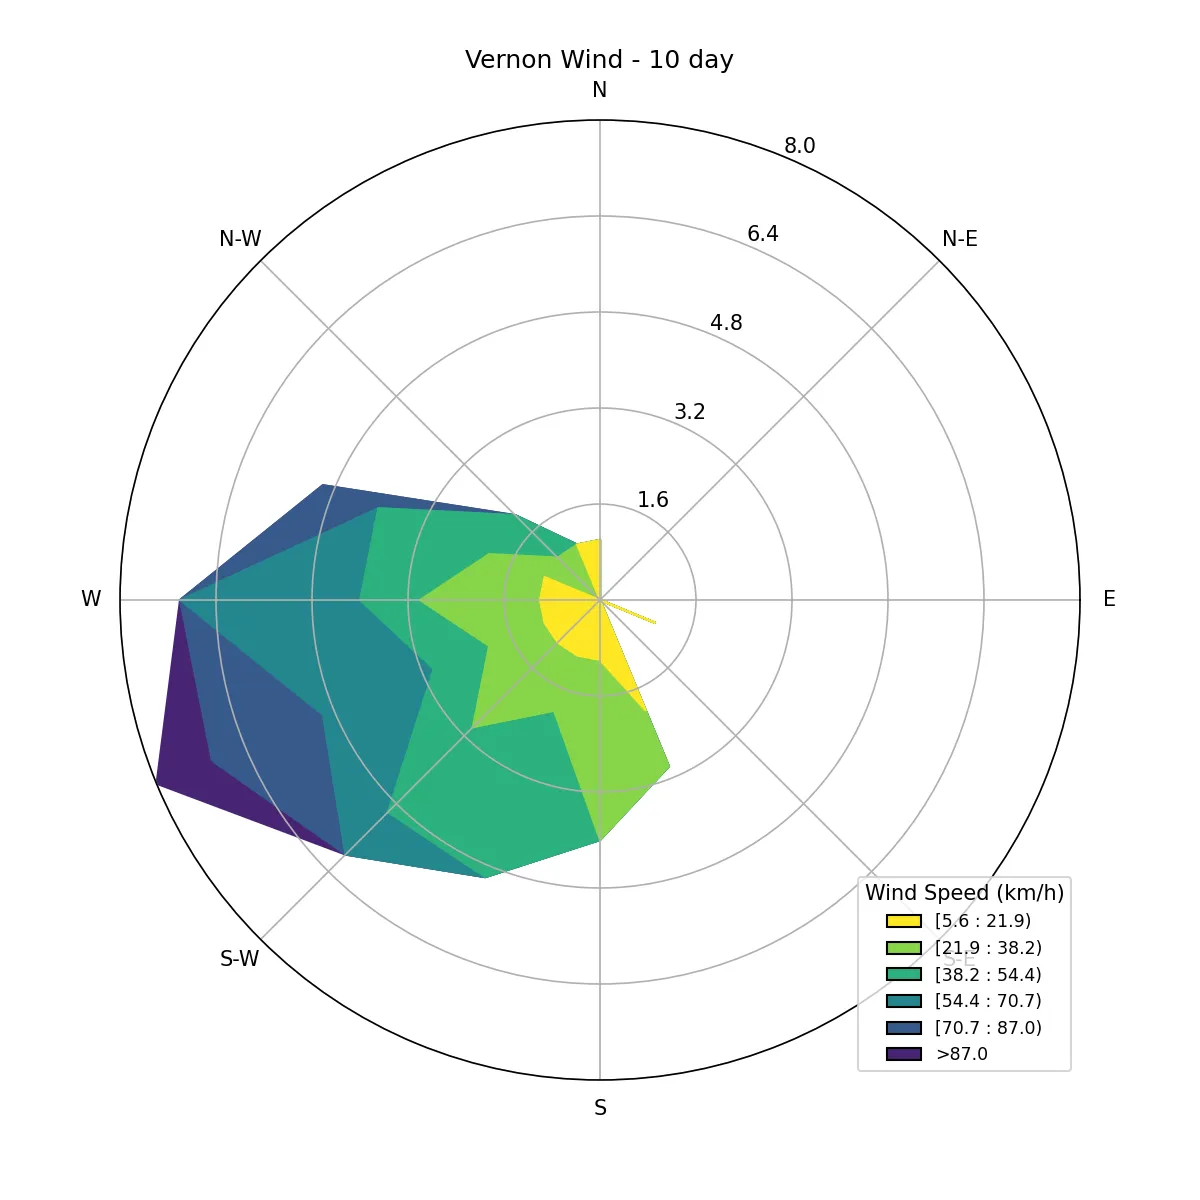 Vernon Wind - 10 day
N
8.0
N-W
6.4
N-E
4.8
3.2
1.6
W
E
S-W
S-E
S
Wind Speed (km/h)
[5.6 : 21.9)
[21.9 : 38.2)
[38.2 : 54.4)
[54.4 : 70.7)
[70.7 : 87.0)
>87.0